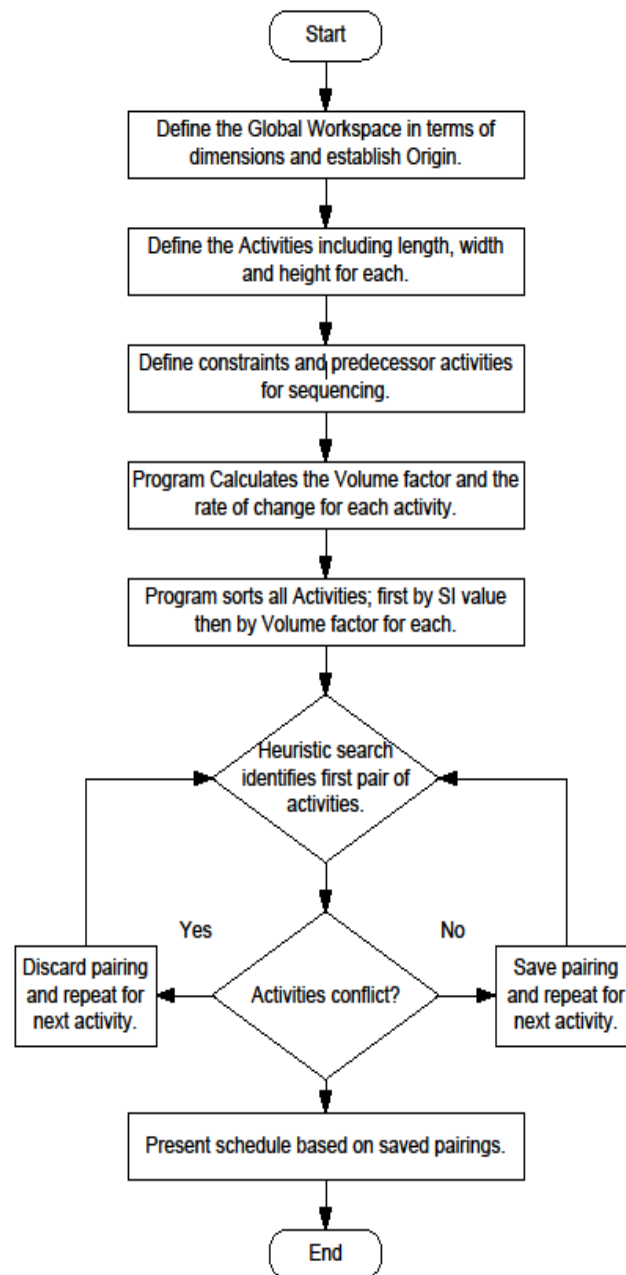 Start
Define the Global Workspace in terms of
dimensions and establish Origin.
Define the Activities including length, width
and height for each.
Define constraints and predecessor activities
for sequencing.
Program Calculates the Volume factor and the
rate of change for each activity.
Program sorts all Activities; first by SI value
then by Volume factor for each.
Heuristic search
identifies first pair of
activities.
Yes
No
Discard pairing
and repeat for
next activity.
Activities conflict?
Save pairing
and repeat for
next activity.
Present schedule based on saved pairings.
End